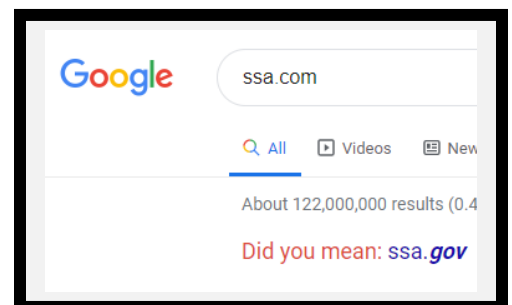 Google
ssa.com
All Videos New
About 122,000,000 results (0.4
Did you mean: ssa.gov